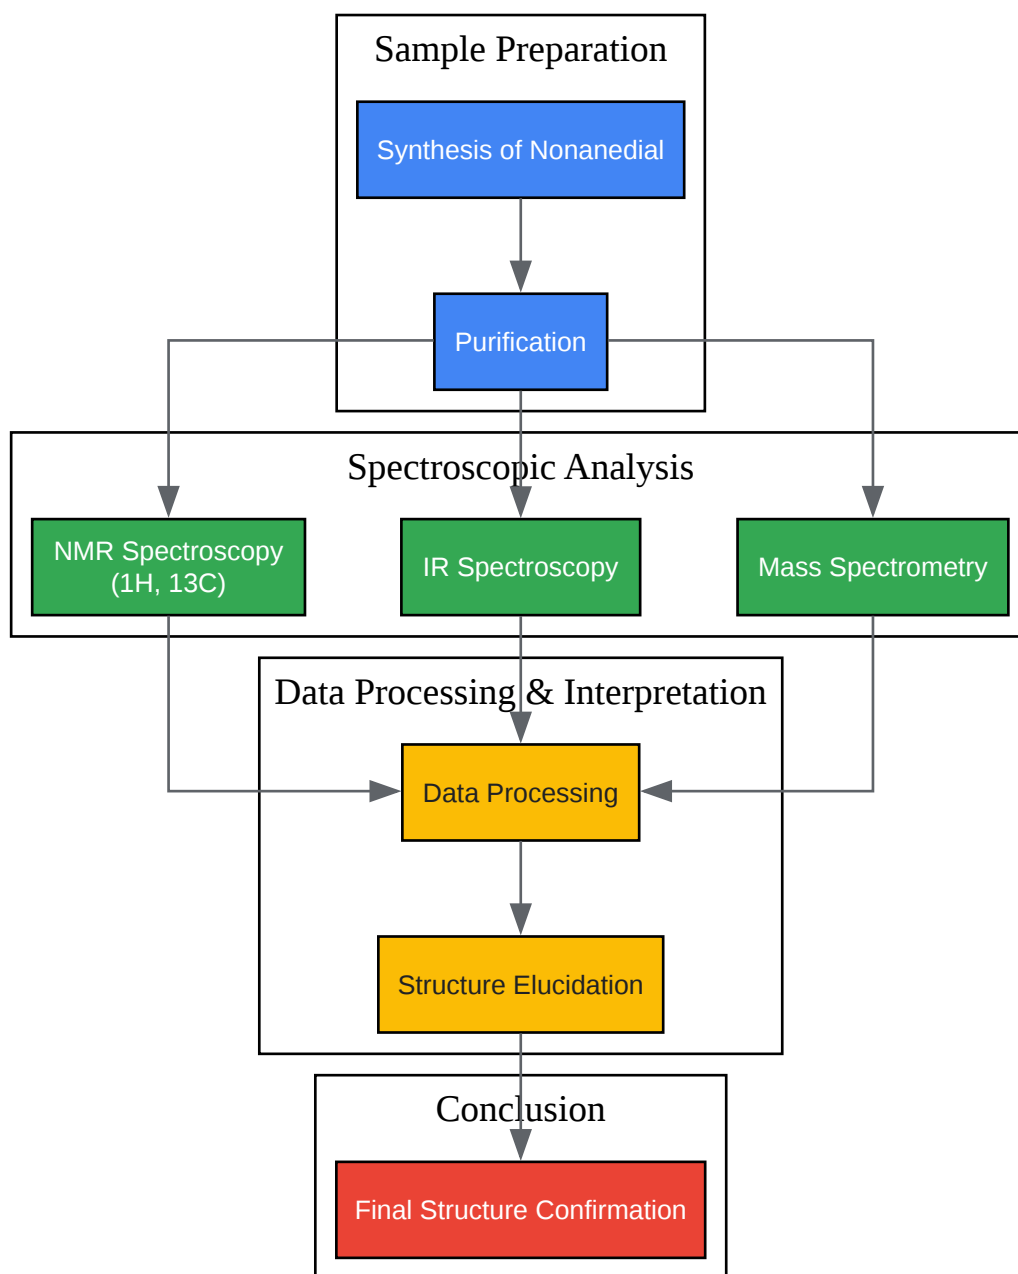 Sample Preparation
Synthesis of Nonanedial
Purification
Spectroscopic Analysis
NMR Spectroscopy
(1H, 13C)
IR Spectroscopy
Mass Spectrometry
Data Processing & Interpretation
Data Processing
Structure Elucidation
Conclusion
Final Structure Confirmation